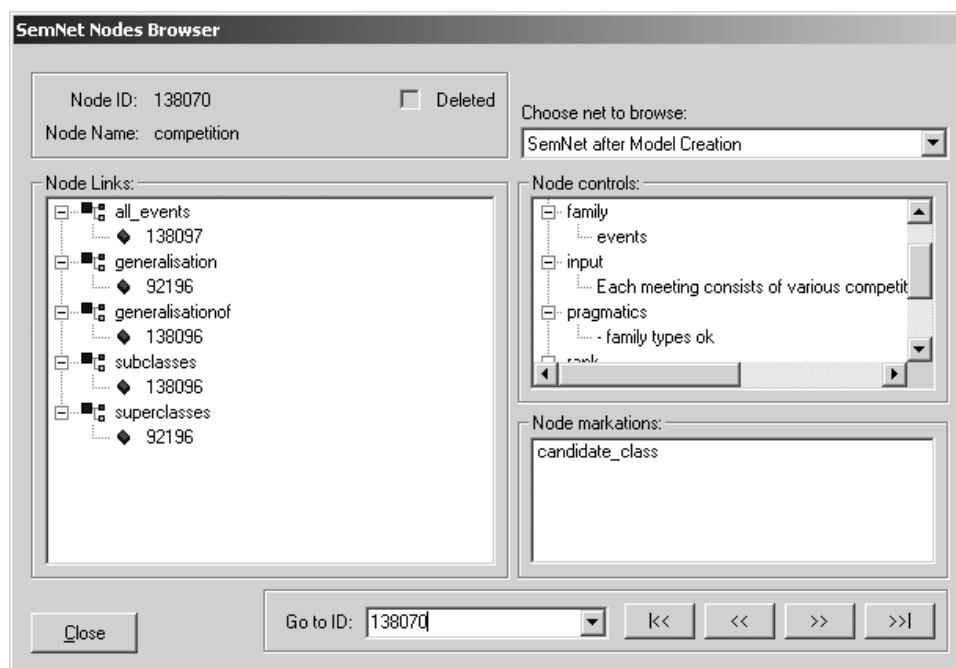 SemNet Nodes Browser
Node ID: 138070
Deleted
Node Name: competition
Choose net to browse:
SemNet after Model Creation
Node Links:
all_events
138097
generalisation
92196
generalisationof
138096
subclasses
138096
superclasses
92196
Node controls:
family
events
input
Each meeting consists of various competit
pragmatics
- family types ok
rank
Node markations:
candidate_class
Close
Go to ID: 138070
|<<
<<
>>
>>|